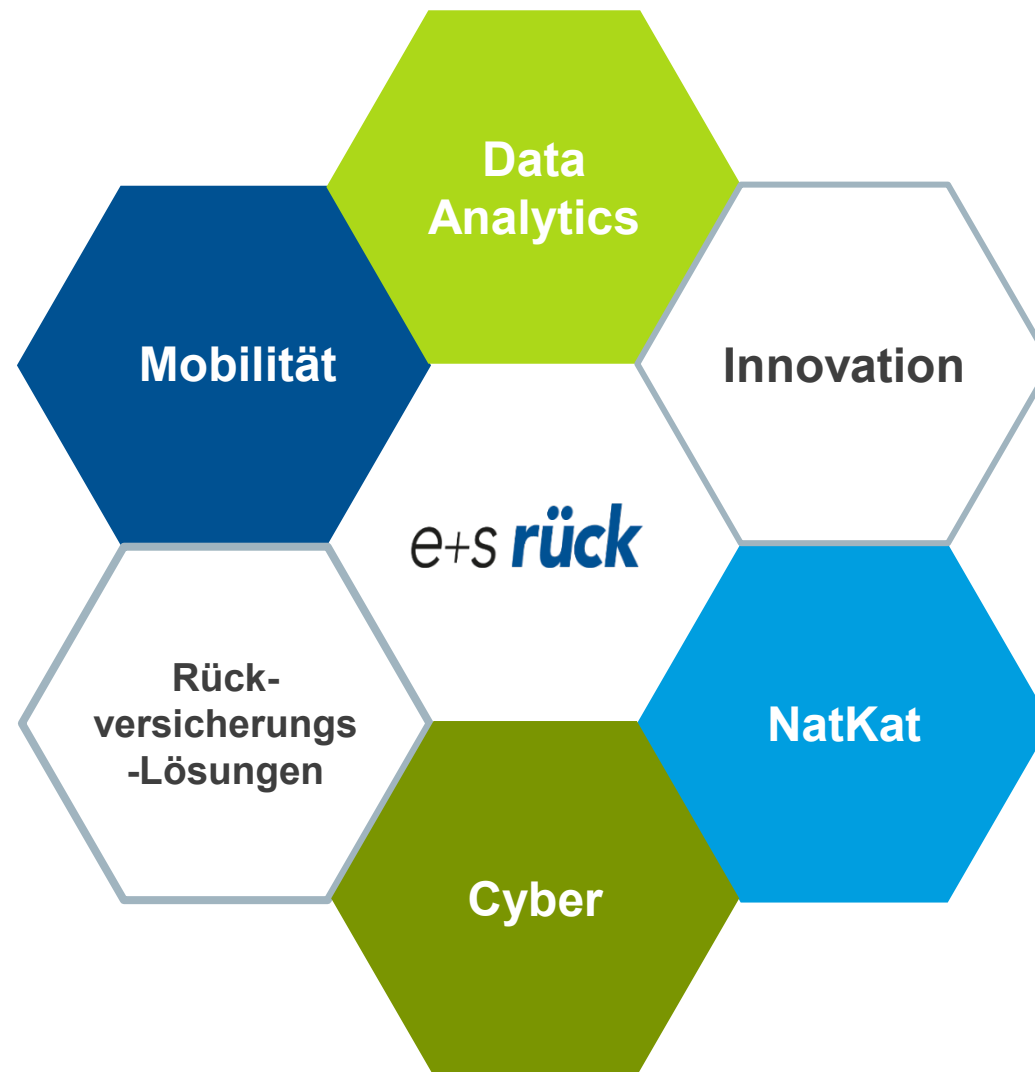 Data
Analytics
Mobilität
Innovation
e+s rück
Rück-
versicherungs
-Lösungen
NatKat
Cyber